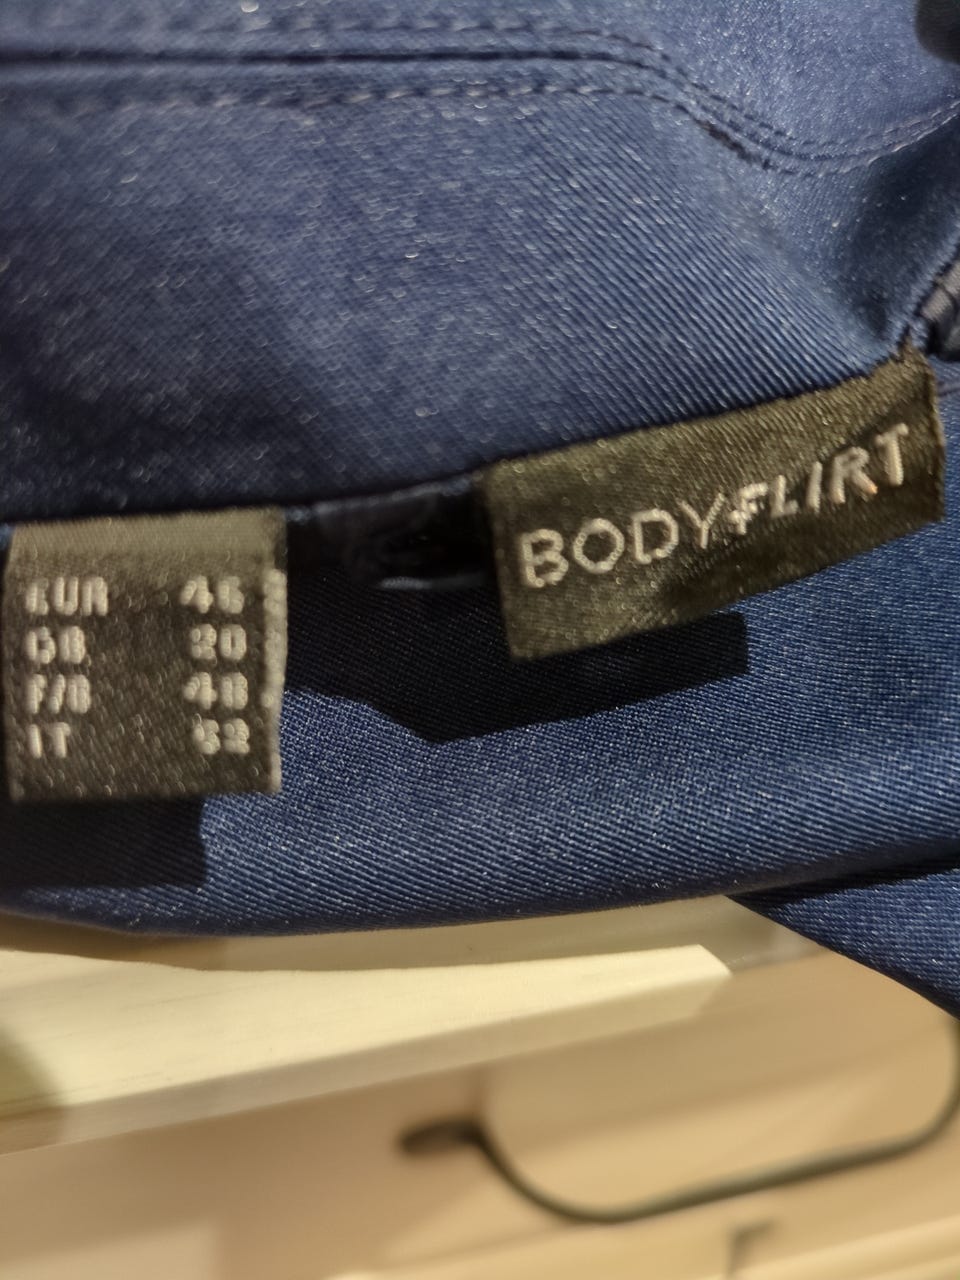 EUR 46
GB 20
F/B 48
IT 52
BODYFLIRT